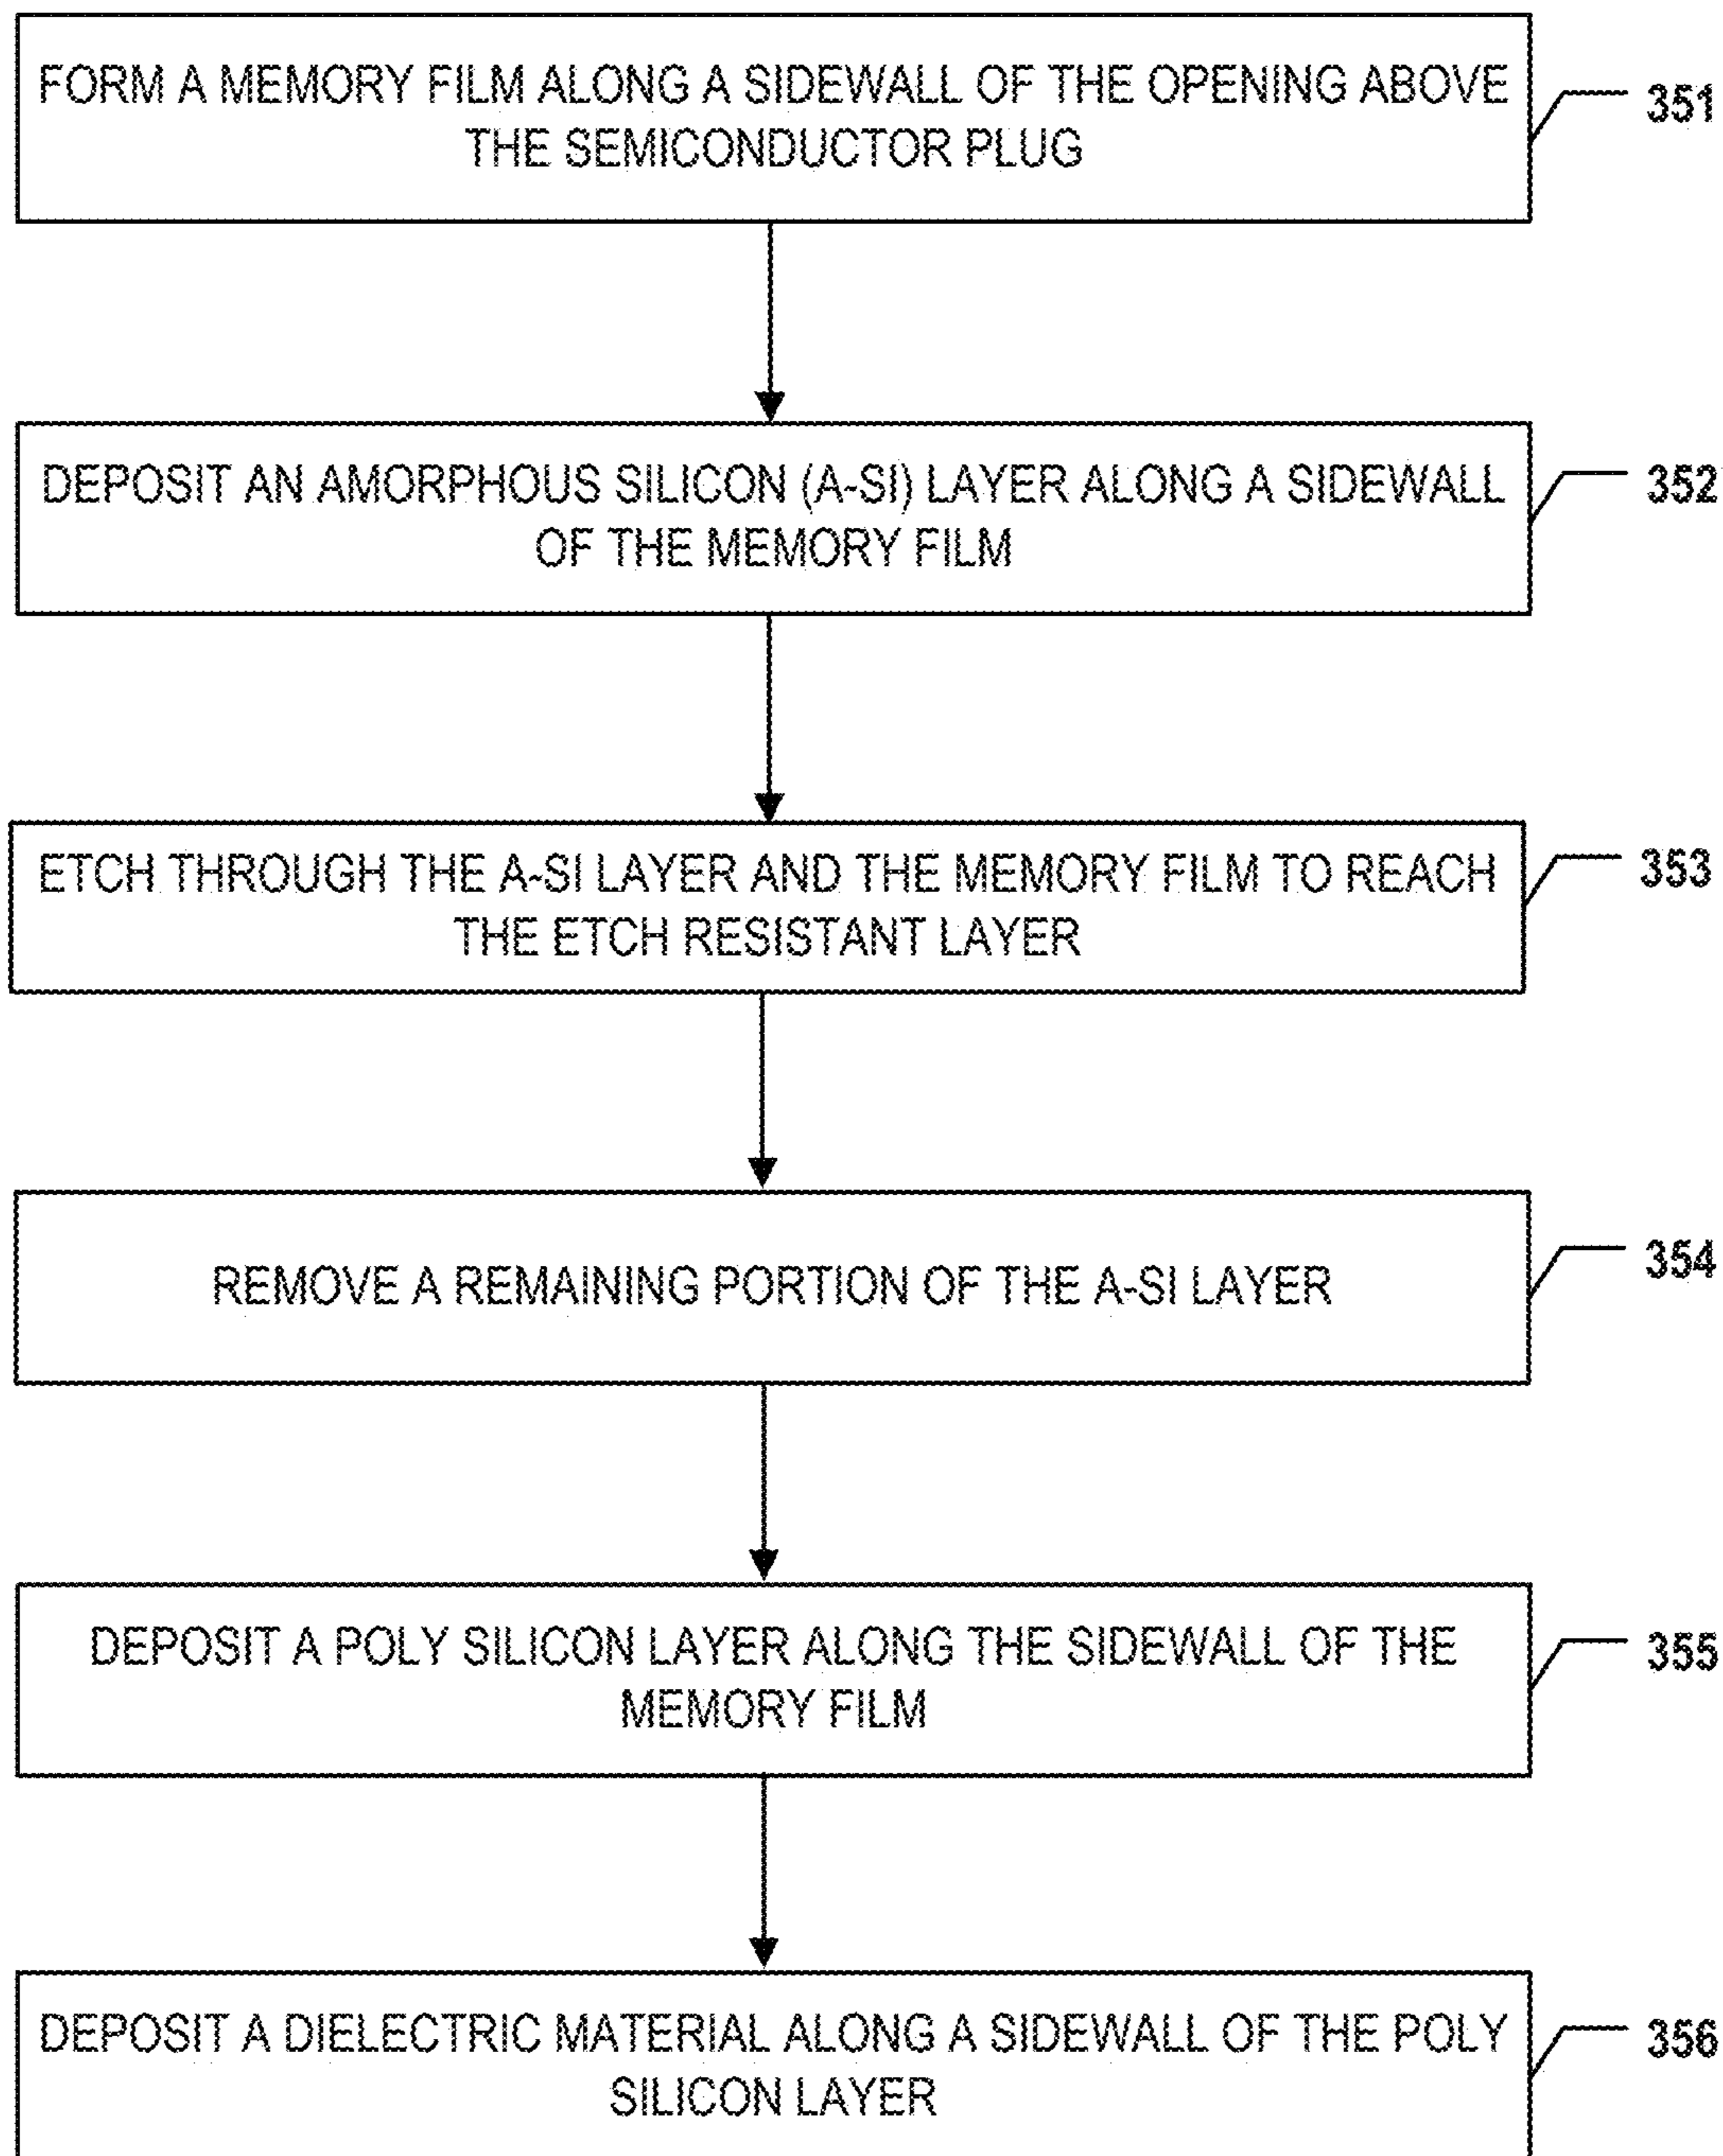 FORM A MEMORY FILM ALONG A SIDEWALL OF THE OPENING ABOVE
THE SEMICONDUCTOR PLUG
351
DEPOSIT AN AMORPHOUS SILICON (A-SI) LAYER ALONG A SIDEWALL
OF THE MEMORY FILM
352
ETCH THROUGH THE A-SI LAYER AND THE MEMORY FILM TO REACH
THE ETCH RESISTANT LAYER
353
REMOVE A REMAINING PORTION OF THE A-SI LAYER
354
DEPOSIT A POLY SILICON LAYER ALONG THE SIDEWALL OF THE
MEMORY FILM
355
DEPOSIT A DIELECTRIC MATERIAL ALONG A SIDEWALL OF THE POLY
SILICON LAYER
356